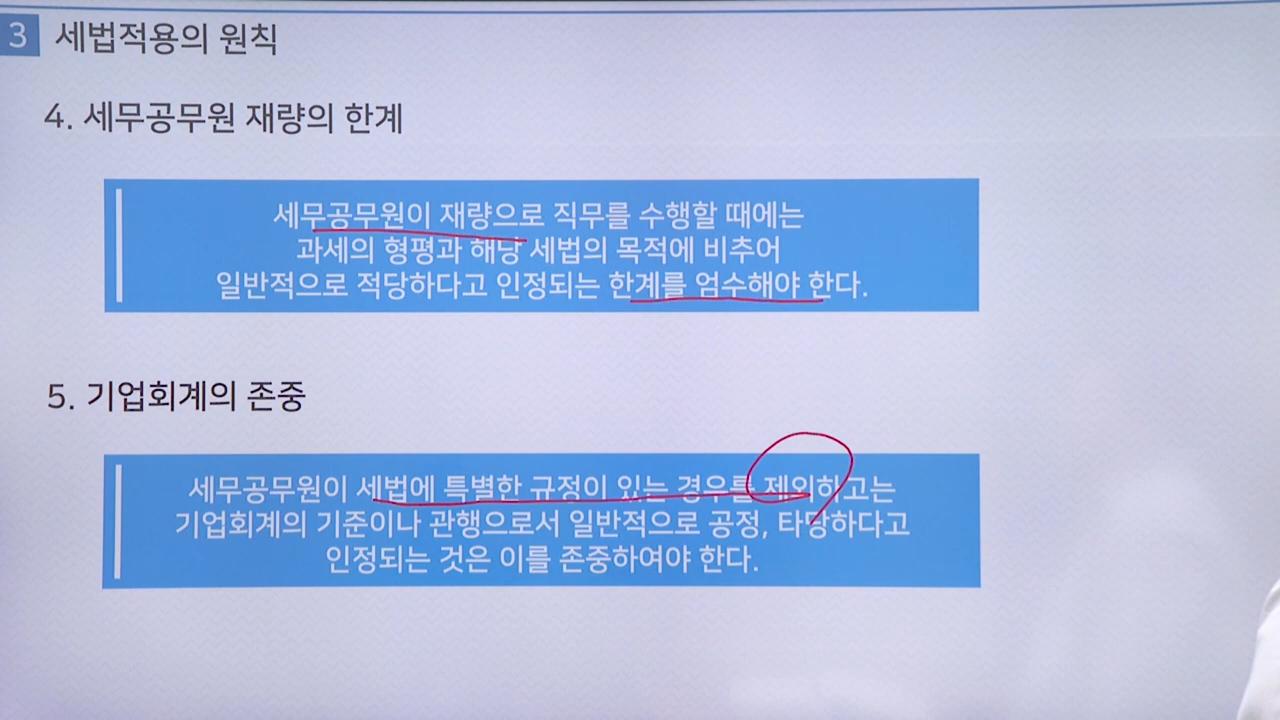 3 세법적용의 원칙
4. 세무공무원 재량의 한계
세무공무원이 재량으로 직무를 수행할 때에는
과세의 형평과 해당 세법의 목적에 비추어
일반적으로 적당하다고 인정되는 한계를 엄수해야 한다.
5. 기업회계의 존중
세무공무원이 세법에 특별한 규정이 있는 경우를 제외하고는
기업회계의 기준이나 관행으로서 일반적으로 공정, 타당하다고
인정되는 것은 이를 존중하여야 한다.